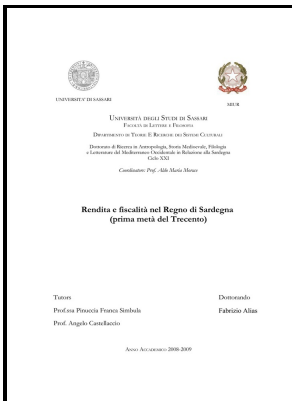 UNIVERSITA' DI SASSARI
MIUR
UNIVERSITÀ DEGLI STUDI DI SASSARI
FACOLTÀ DI LETTERE E FILOSOFIA
DIPARTIMENTO DI TEORIE E RICERCHE DEI SISTEMI CULTURALI
Dottorato di Ricerca in Antropologia, Storia Medioevale, Filologia
e Letterature del Mediterraneo Occidentale in Relazione alla Sardegna
Ciclo XXI
Coordinatore: Prof. Aldo Maria Morace
Rendita e fiscalità nel Regno di Sardegna
(prima metà del Trecento)
Tutors
Dottorando
Prof.ssa Pinuccia Franca Simbula
Fabrizio Alias
Prof. Angelo Castellaccio
ANNO ACCADEMICO 2008-2009